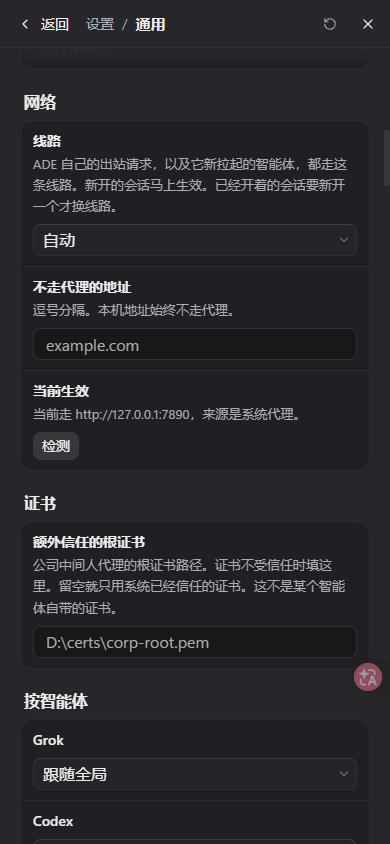 返回 设置 / 通用
网络
线路
ADE 自己的出站请求，以及它新拉起的智能体，都走这
条线路。新开的会话马上生效。已经开着的会话要新开
一个才换线路。
自动
不走代理的地址
逗号分隔。本机地址始终不走代理。
example.com
当前生效
当前走 http://127.0.0.1:7890，来源是系统代理。
检测
证书
额外信任的根证书
公司中间人代理的根证书路径。证书不受信任时填这
里。留空就只用系统已经信任的证书。这不是某个智能
体自带的证书。
D:\certs\corp-root.pem
按智能体
Grok
跟随全局
Codex